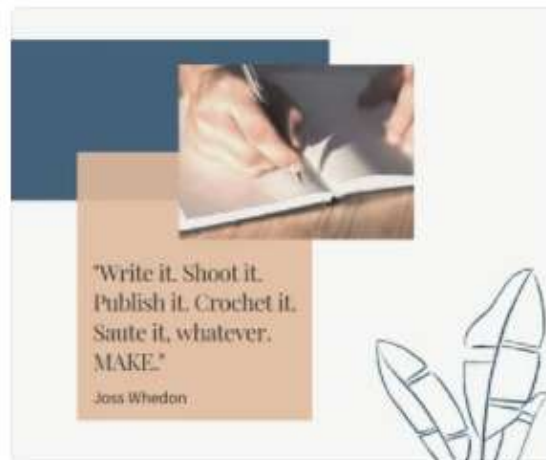 "Write it. Shoot it.
Publish it. Crochet it.
Saute it, whatever.
MAKE."
Joss Whedon